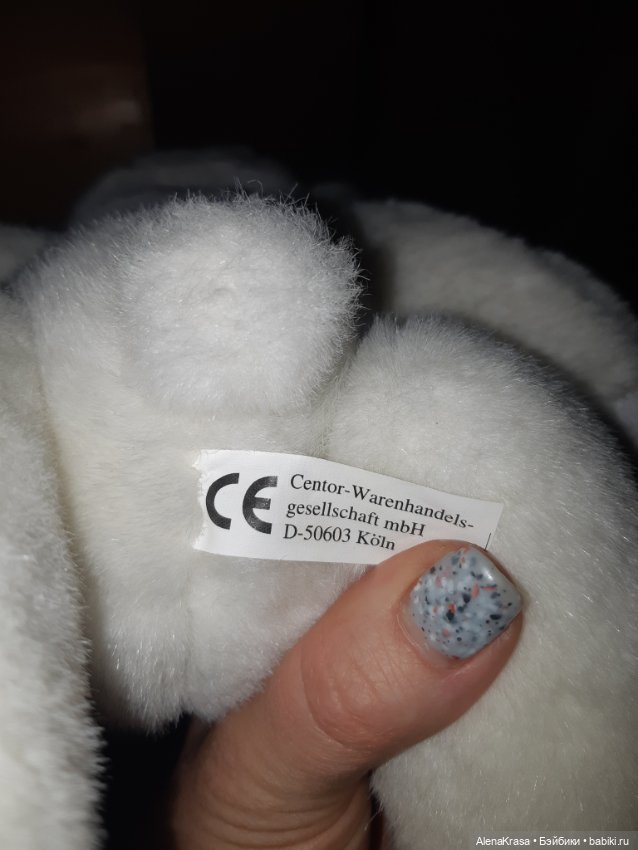 CE
Centor-Warenhandels-
gesellschaft mbH
D-50603 Köln
AlenaKrasa • Бэйбики • babiki.ru